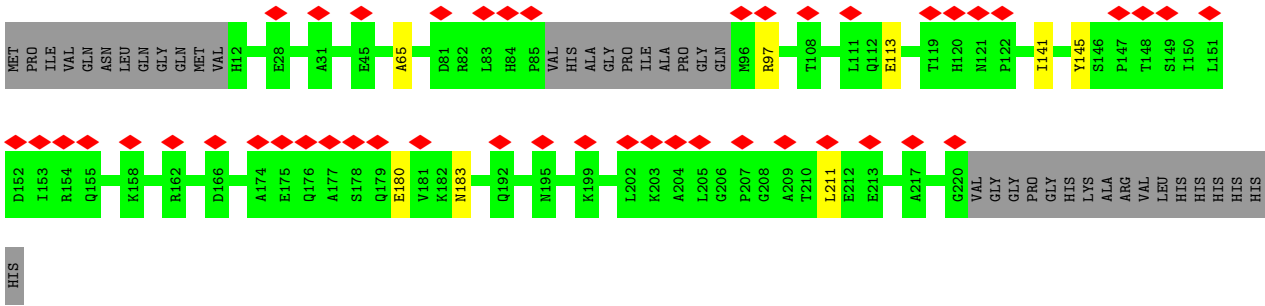 MET PRO ILE VAL GLN ASN LEU GLN GLY GLN MET VAL H12 E28 A31 E45 A65 D81 R82 L83 H84 P85 VAL HIS ALA GLY PRO ILE ALA PRO GLY GLN M96 R97 T108 L111 Q112 E113 T119 H120 N121 P122 I141 Y145 S146 P147 T148 S149 I150 L151
D152 I153 R154 Q155 K158 R162 D166 A174 E175 Q176 A177 S178 Q179 E180 V181 K182 N183 Q192 N195 K199 L202 K203 A204 L205 G206 P207 G208 A209 T210 L211 E212 E213 A217 G220 VAL GLY GLY PRO GLY HIS LYS ALA ARG VAL LEU HIS HIS HIS HIS HIS
HIS